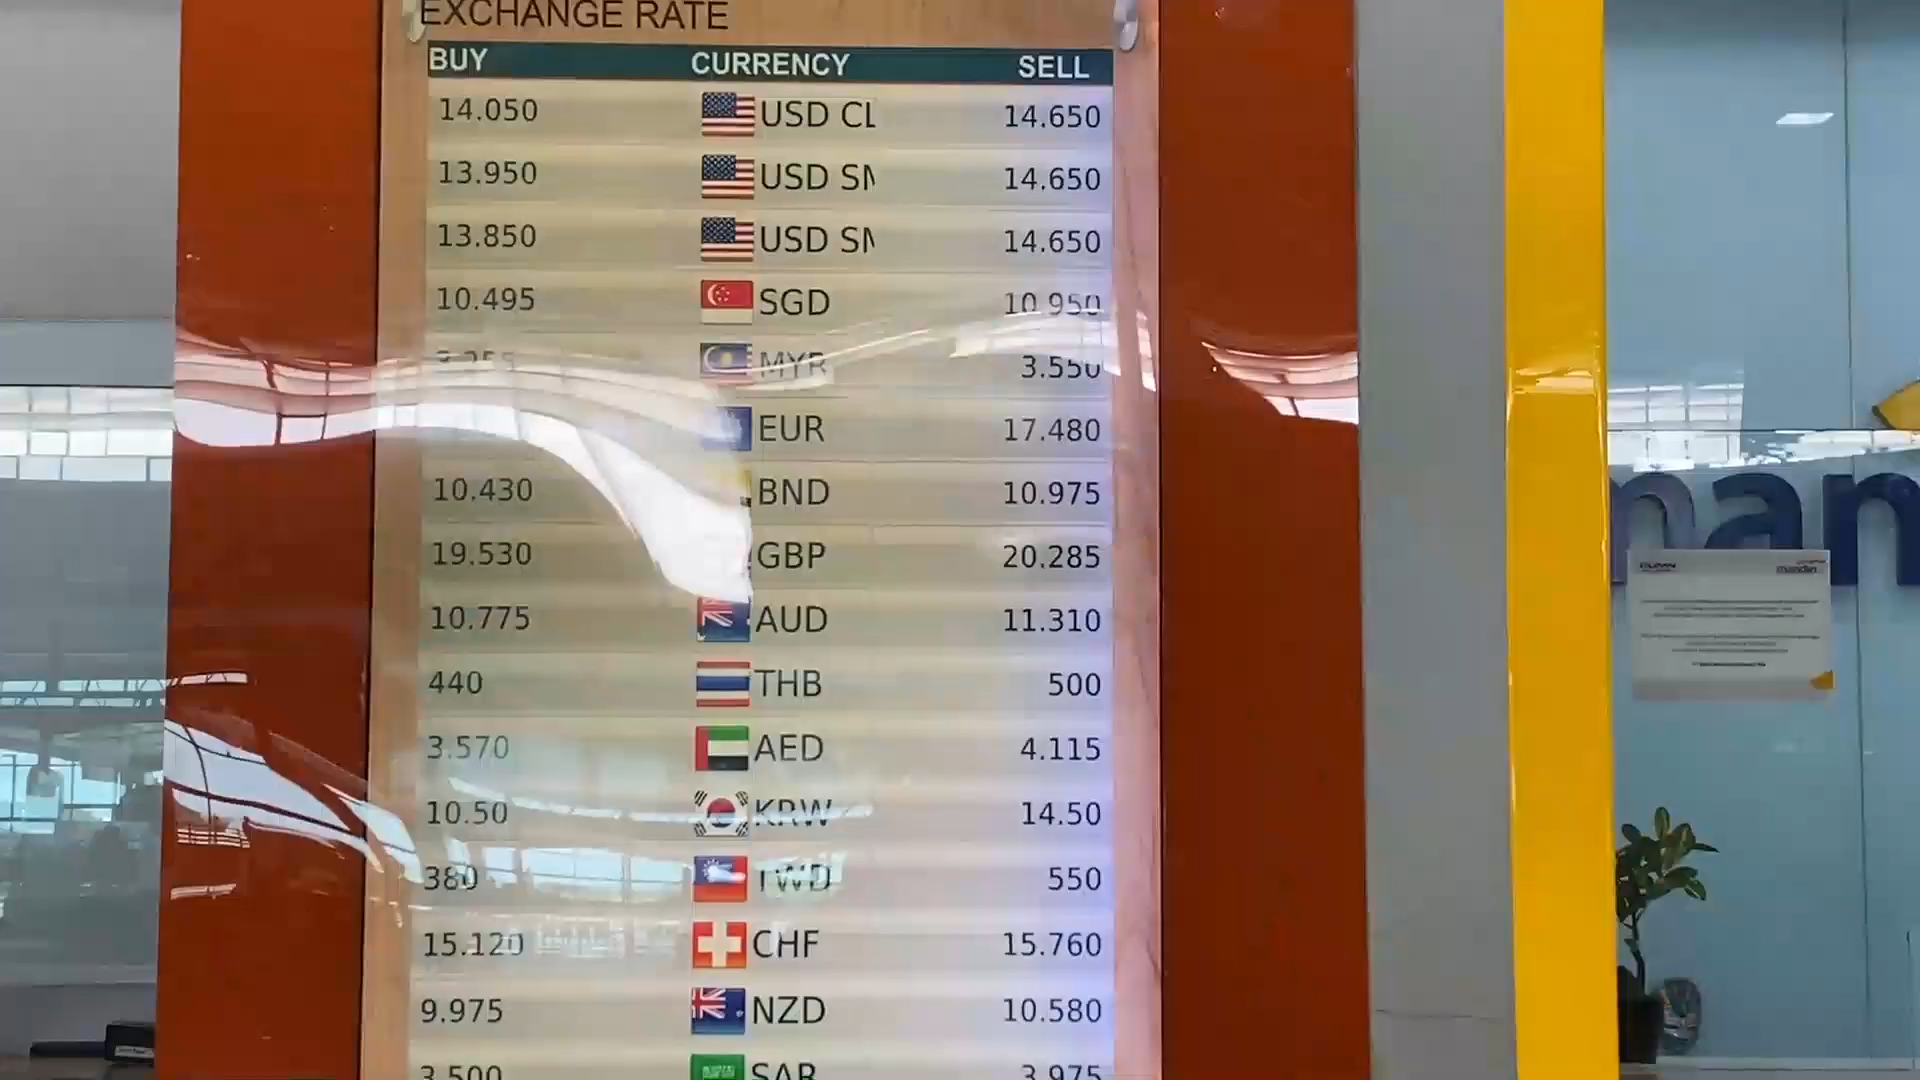 EXCHANGE RATE
BUY CURRENCY SELL
14.050 USD CL 14.650
13.950 USD SM 14.650
13.850 USD SM 14.650
10.495 SGD 10.950
3.255 MYR 3.550
EUR 17.480
10.430 BND 10.975
19.530 GBP 20.285
10.775 AUD 11.310
440 THB 500
3.570 AED 4.115
10.50 KRW 14.50
380 TWD 550
15.120 CHF 15.760
9.975 NZD 10.580
3.500 SAR 3.975
man
mandiri